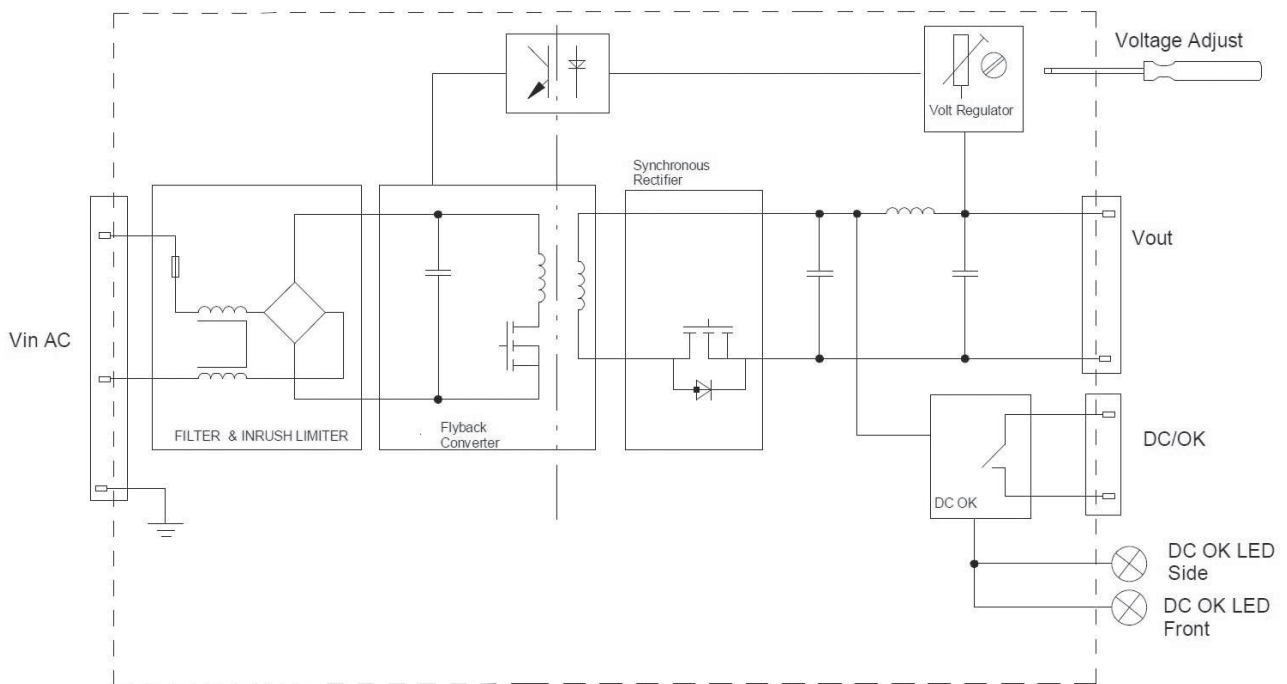 Voltage Adjust
Volt Regulator
Synchronous
Rectifier
Vout
Vin AC
FILTER & INRUSH LIMITER
Flyback
Converter
DC/OK
DC OK
DC OK LED
Side
DC OK LED
Front